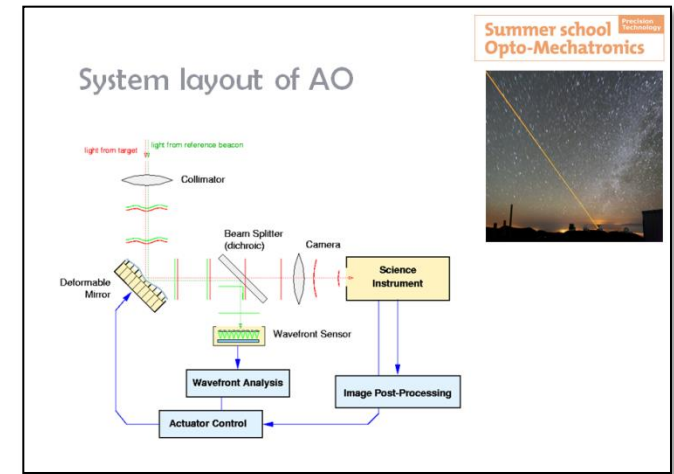 Summer school Precision
Technology
Opto-Mechatronics
System layout of AO
light from target
light from reference beacon
Collimator
Beam Splitter
(dichroic)
Camera
Deformable
Mirror
Science
Instrument
Wavefront Sensor
Wavefront Analysis
Image Post-Processing
Actuator Control